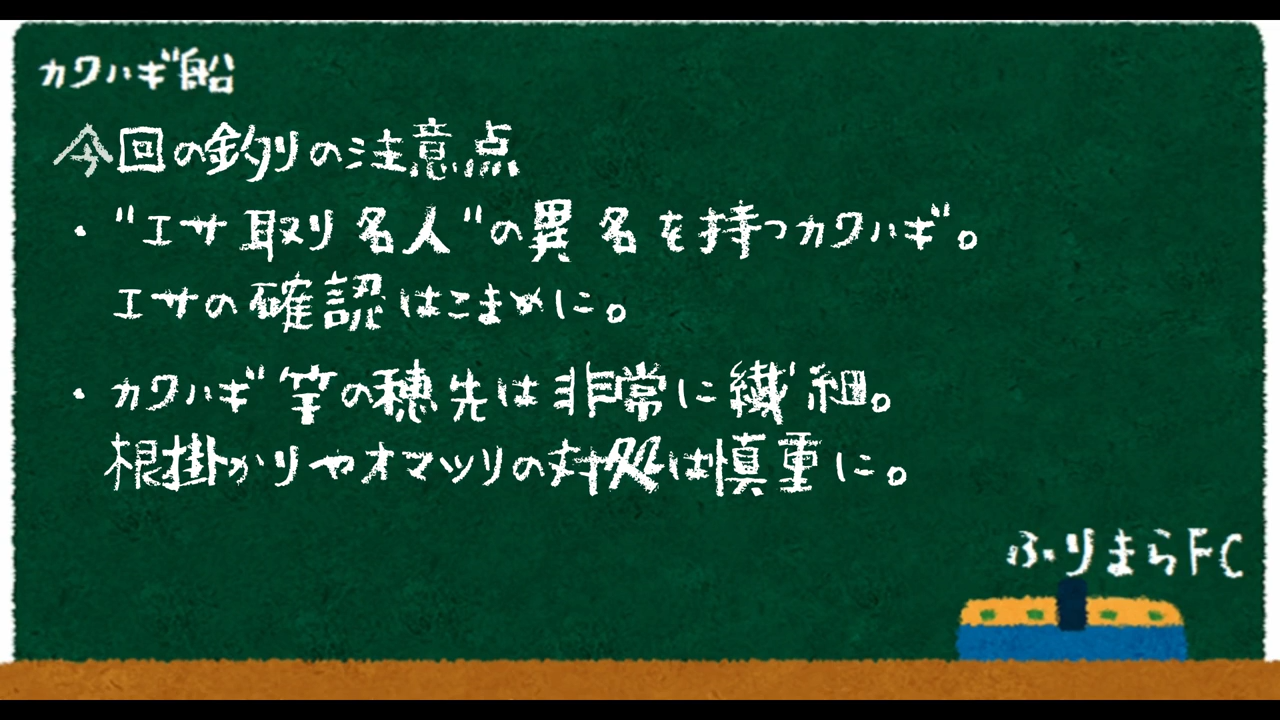 カワハギ船
今回の釣りの注意点
・"エサ取り名人"の異名を持つカワハギ。
エサの確認はこまめに。
・カワハギ竿の穂先は非常に繊細。
根掛かりやオマツリの対処は慎重に。
ふりまらFC